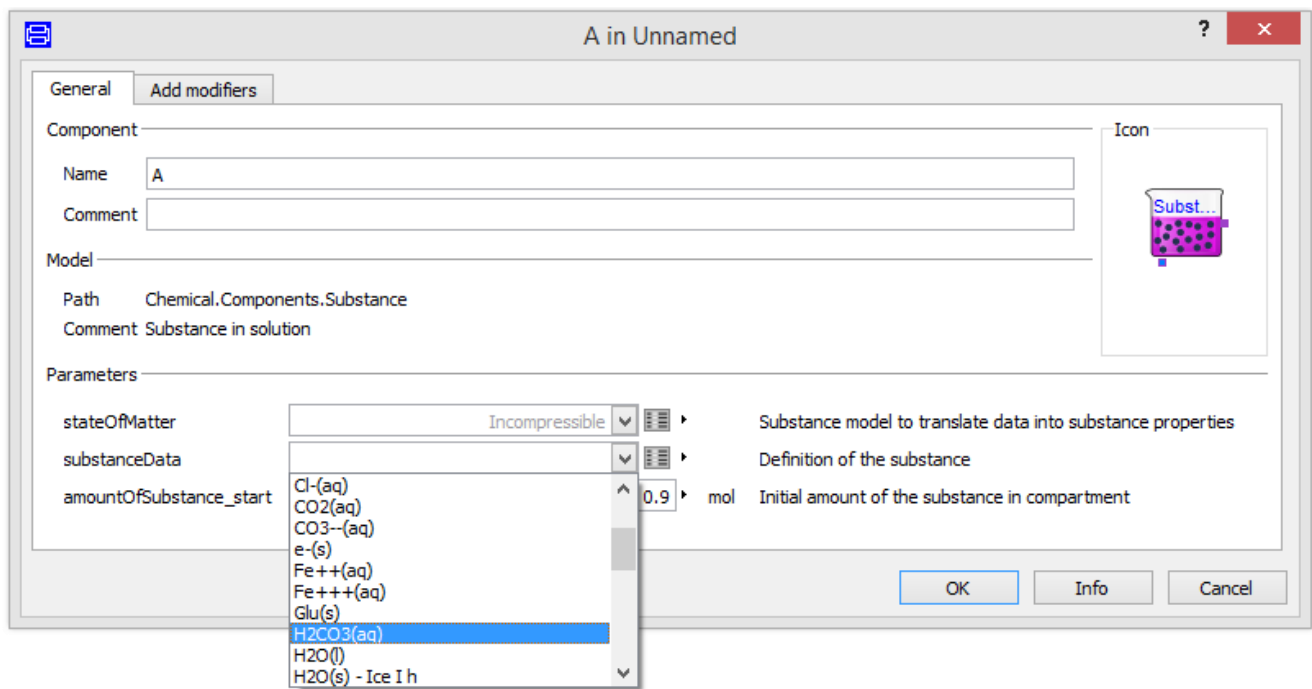 A in Unnamed ? ×
General Add modifiers
Component Icon
Name A
Subst...
Comment
Model
Path Chemical.Components.Substance
Comment Substance in solution
Parameters
stateOfMatter Incompressible Substance model to translate data into substance properties
substanceData Definition of the substance
amountOfSubstance_start 0.9 mol Initial amount of the substance in compartment
Cl-(aq)
CO2(aq)
CO3--(aq)
e-(s)
Fe++(aq)
Fe+++(aq)
Glu(s)
H2CO3(aq)
H2O(l)
H2O(s) - Ice I h
OK Info Cancel